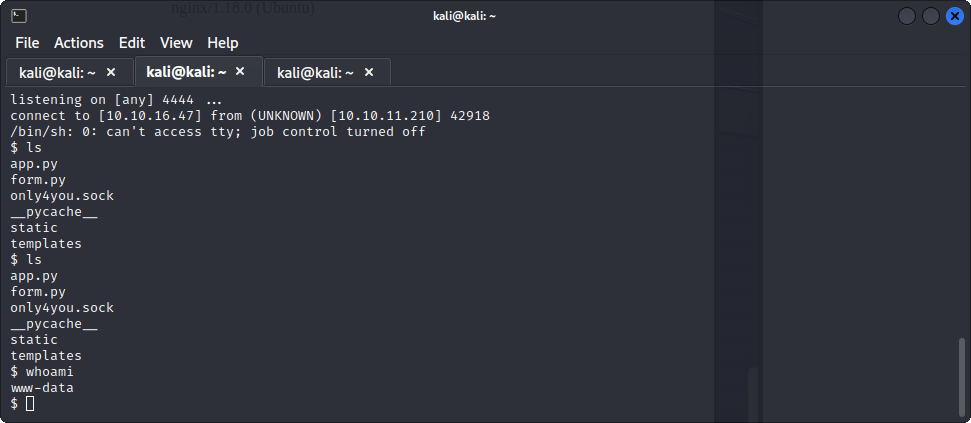 nginx/1.18.0 (Ubuntu)
kali@kali: ~
File Actions Edit View Help
kali@kali: ~ × kali@kali: ~ × kali@kali: ~ ×
listening on [any] 4444 ...
connect to [10.10.16.47] from (UNKNOWN) [10.10.11.210] 42918
/bin/sh: 0: can't access tty; job control turned off
$ ls
app.py
form.py
only4you.sock
__pycache__
static
templates
$ ls
app.py
form.py
only4you.sock
__pycache__
static
templates
$ whoami
www-data
$